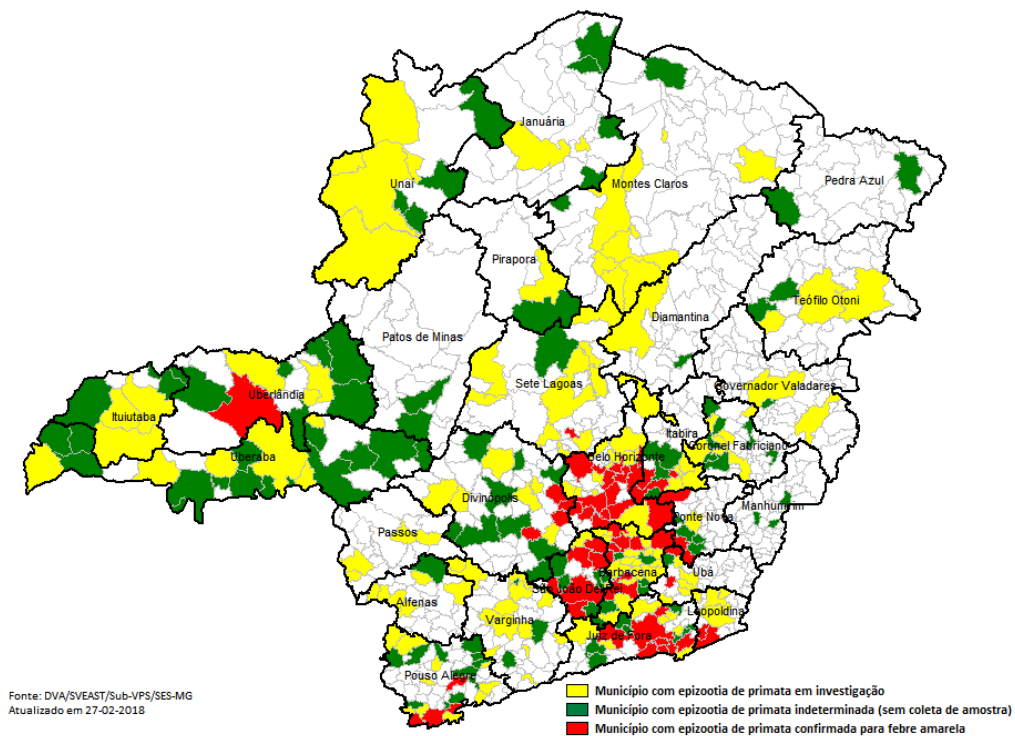 Januária
Montes Claros
Pedra Azul
Unaí
Pirapora
Teófilo Otoni
Diamantina
Patos de Minas
Sete Lagoas
Governador Valadares
Uberlândia
Ituiutaba
Itabira
Coronel Fabriciano
Belo Horizonte
Uberaba
Divinópolis
Ponte Nova
Manhumirim
Passos
Barbacena
Ubá
São João Del Rei
Alfenas
Leopoldina
Varginha
Juiz de Fora
Pouso Alegre
Fonte: DVA/SVEAST/Sub-VPS/SES-MG
Atualizado em 27-02-2018
Município com epizootia de primata em investigação
Município com epizootia de primata indeterminada (sem coleta de amostra)
Município com epizootia de primata confirmada para febre amarela